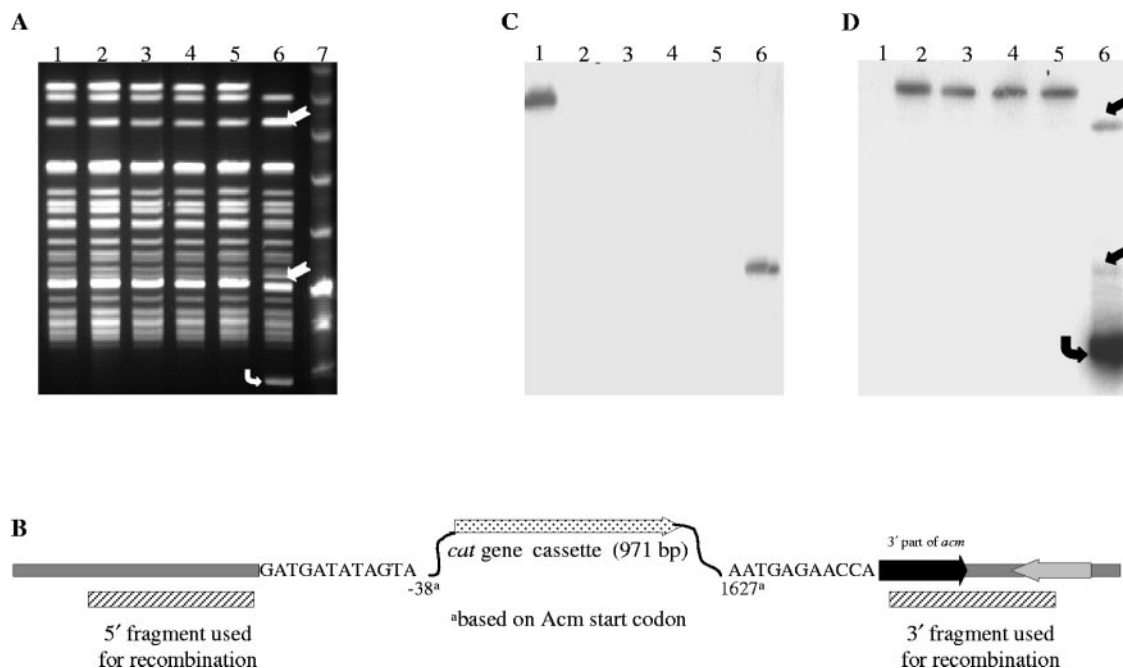 A
1 2 3 4 5 6 7
C
1 2 3 4 5 6
D
1 2 3 4 5 6
B
GATGATATAGTA
-38ᵃ
cat gene cassette (971 bp)
1627ᵃ
AATGAGAACCA
3′ part of acm
5′ fragment used
for recombination
ᵃbased on Acm start codon
3′ fragment used
for recombination